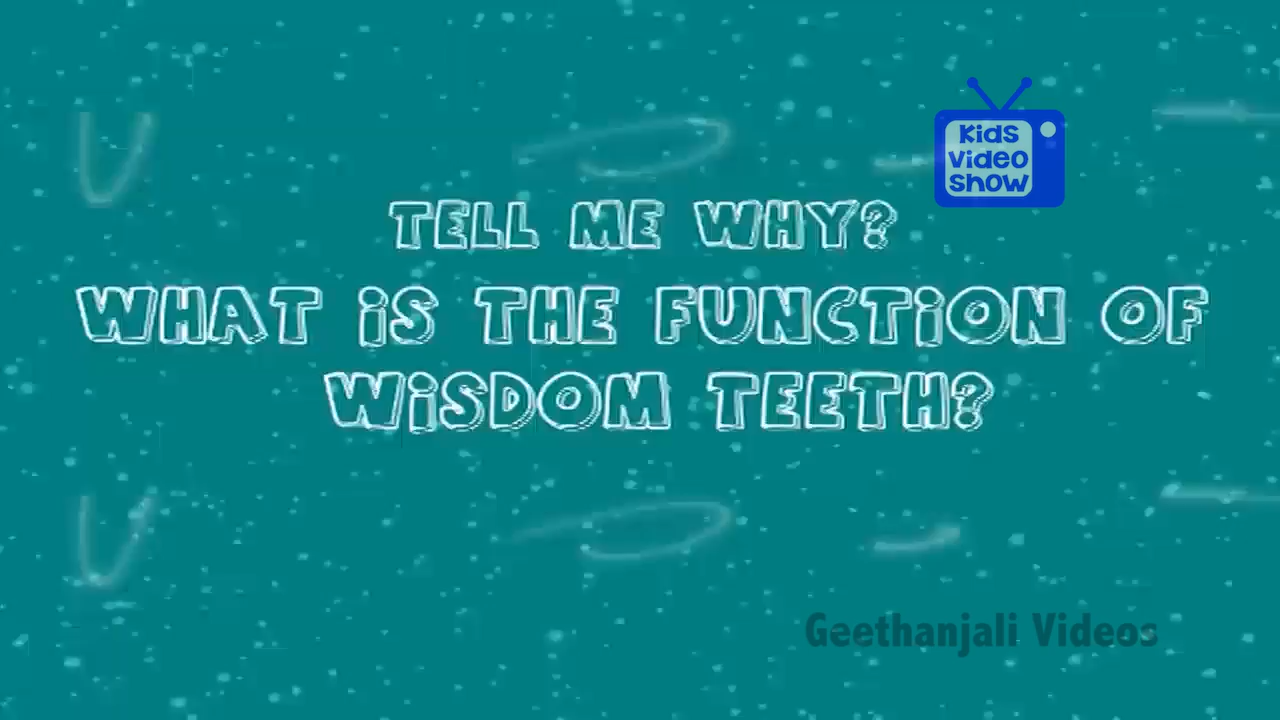 KiDS
ViDEO
SHOW
TELL ME WHY?
WHAT iS THE FUNCTiON OF
WiSDOM TEETH?
Geethanjali Videos